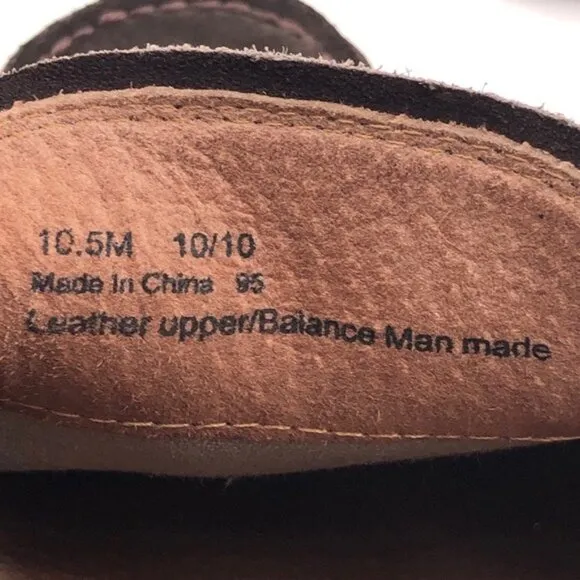 10.5M 10/10
Made In China 95
Leather upper/Balance Man made